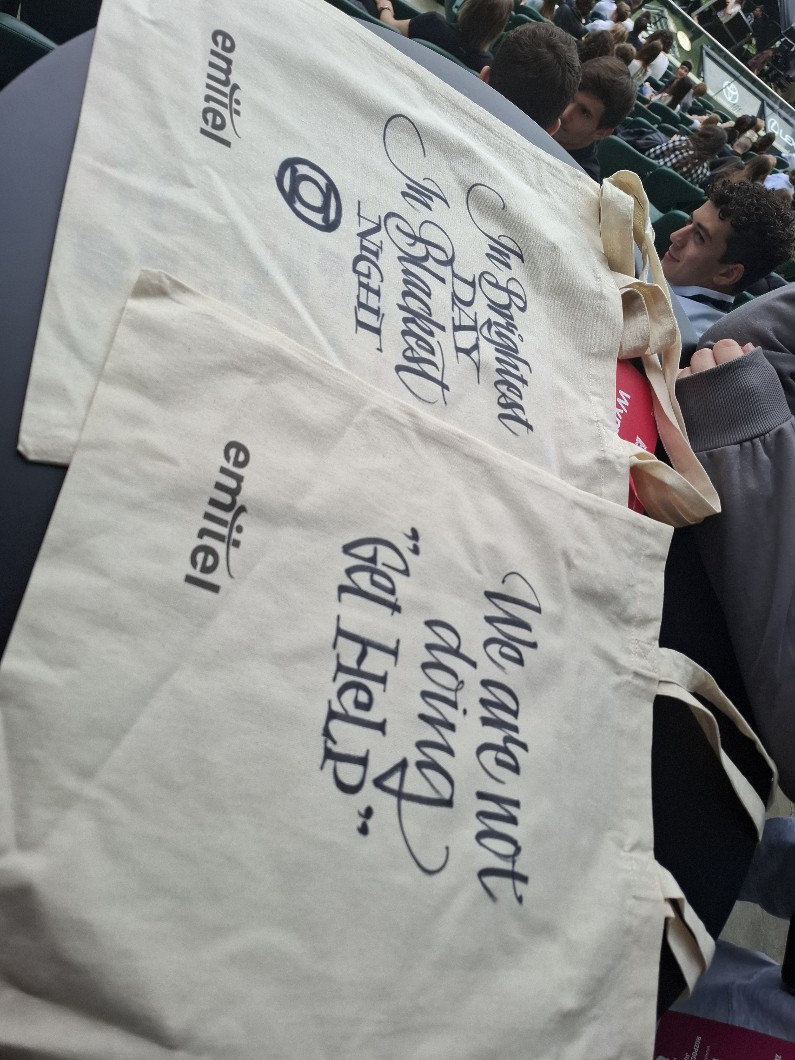 In Brightest
DAY
In Blackest
NIGHT
emitel
We are not
doing
"Get HeLP"
emitel